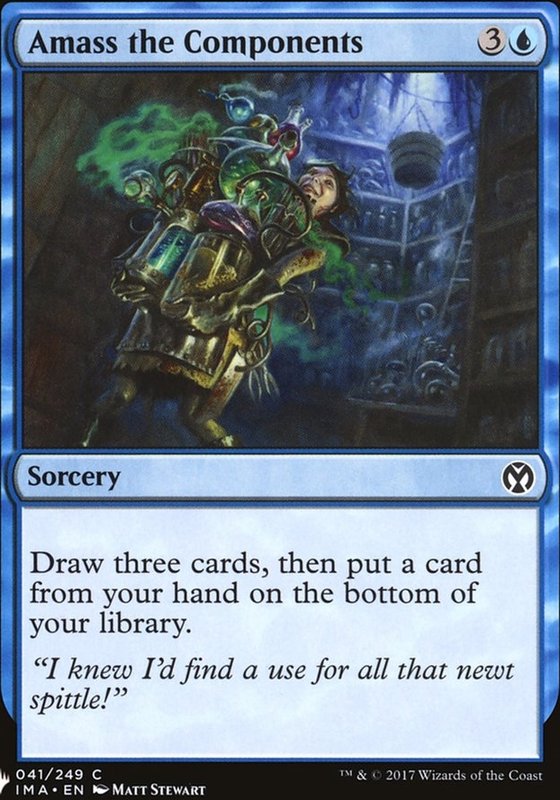 Amass the Components 3
Sorcery
Draw three cards, then put a card
from your hand on the bottom of
your library.
“I knew I’d find a use for all that newt
spittle!”
041/249 C
IMA • EN Matt Stewart
™ & © 2017 Wizards of the Coast